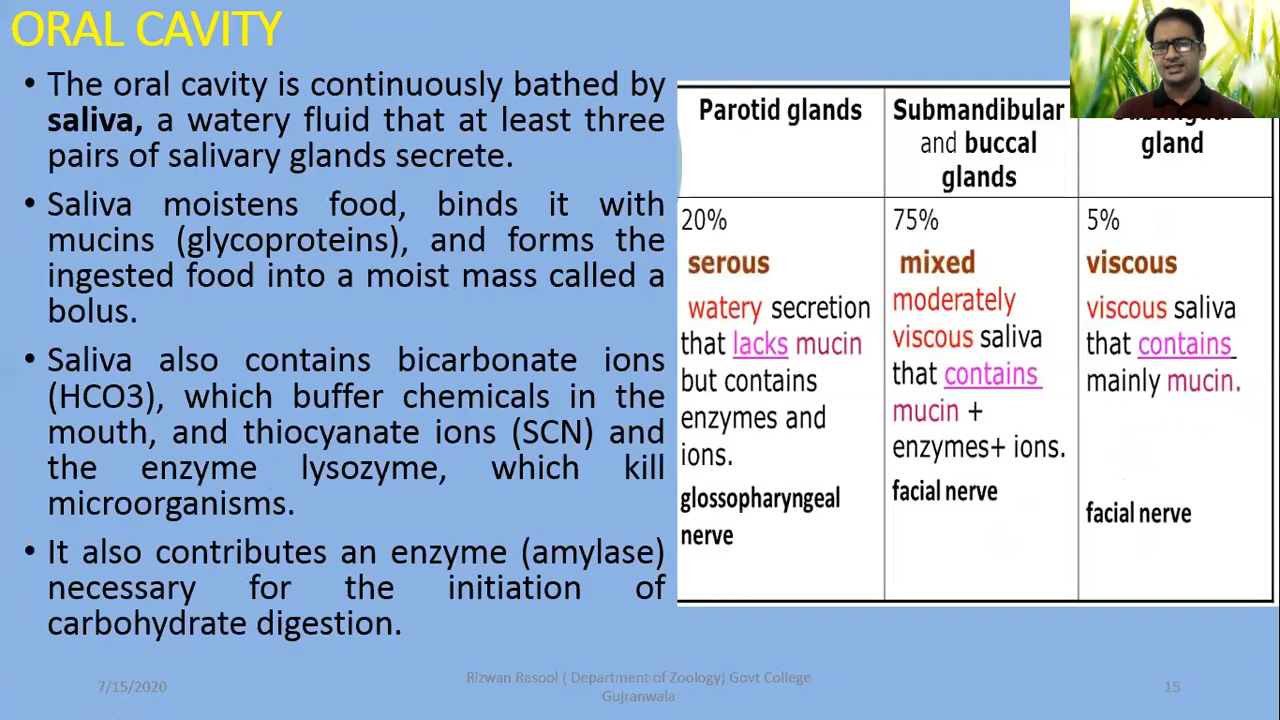 ORAL CAVITY
• The oral cavity is continuously bathed by
saliva, a watery fluid that at least three
pairs of salivary glands secrete.
• Saliva moistens food, binds it with
mucins (glycoproteins), and forms the
ingested food into a moist mass called a
bolus.
• Saliva also contains bicarbonate ions
(HCO3), which buffer chemicals in the
mouth, and thiocyanate ions (SCN) and
the enzyme lysozyme, which kill
microorganisms.
• It also contributes an enzyme (amylase)
necessary for the initiation of
carbohydrate digestion.
Parotid glands
Submandibular
and buccal
glands
gland
20%
serous
watery secretion
that lacks mucin
but contains
enzymes and
ions.
glossopharyngeal
nerve
75%
mixed
moderately
viscous saliva
that contains
mucin +
enzymes+ ions.
facial nerve
5%
viscous
viscous saliva
that contains
mainly mucin.
facial nerve
7/15/2020
Rizwan Rasool ( Department of Zoology) Govt College
Gujranwala
15